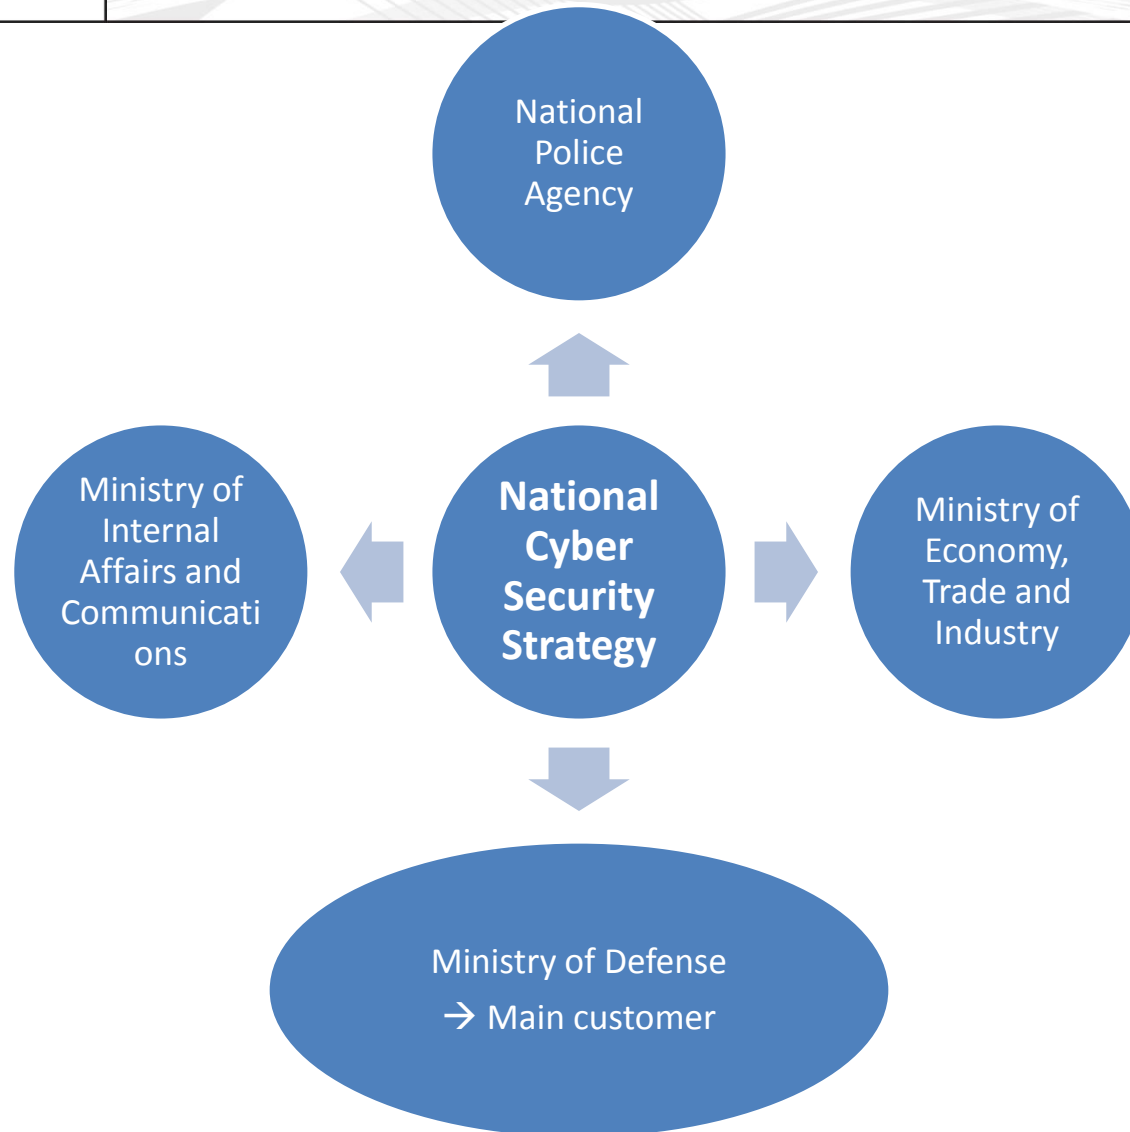 National
Police
Agency
Ministry of
Internal
Affairs and
Communicati
ons
National
Cyber
Security
Strategy
Ministry of
Economy,
Trade and
Industry
Ministry of Defense
→ Main customer